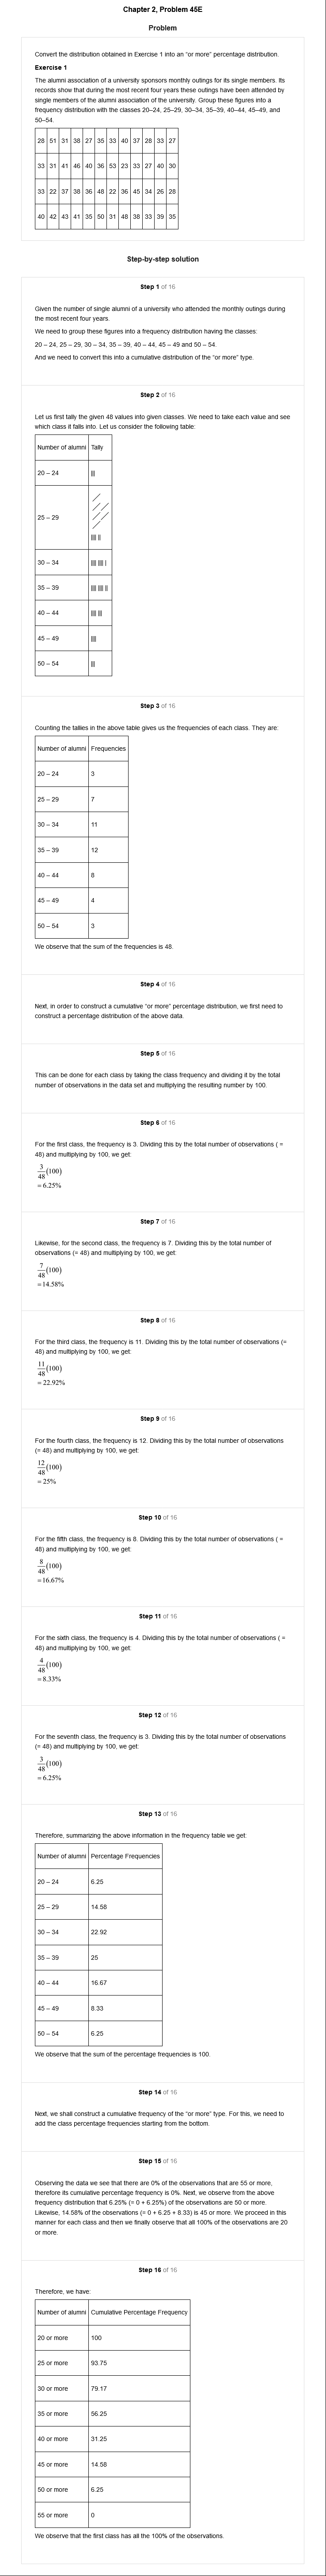 Chapter 2, Problem 45E
Problem
Convert the distribution obtained in Exercise 1 into an “or more” percentage distribution.
Exercise 1
The alumni association of a university sponsors monthly outings for its single members. Its
records show that during the most recent four years these outings have been attended by
single members of the alumni association of the university. Group these figures into a
frequency distribution with the classes 20–24, 25–29, 30–34, 35–39, 40–44, 45–49, and
50–54.
28 51 31 38 27 35 33 40 37 28 33 27
33 31 41 46 40 36 53 23 33 27 40 30
33 22 37 38 36 48 22 36 45 34 26 28
40 42 43 41 35 50 31 48 38 33 39 35
Step-by-step solution
Step 1 of 16
Given the number of single alumni of a university who attended the monthly outings during
the most recent four years.
We need to group these figures into a frequency distribution having the classes:
20 – 24, 25 – 29, 30 – 34, 35 – 39, 40 – 44, 45 – 49 and 50 – 54.
And we need to convert this into a cumulative distribution of the “or more” type.
Step 2 of 16
Let us first tally the given 48 values into given classes. We need to take each value and see
which class it falls into. Let us consider the following table:
Number of alumni Tally
20 – 24 |||
25 – 29 |||| ||
30 – 34 |||| |||| |
35 – 39 |||| |||| ||
40 – 44 |||| |||
45 – 49 ||||
50 – 54 |||
Step 3 of 16
Counting the tallies in the above table gives us the frequencies of each class. They are:
Number of alumni Frequencies
20 – 24 3
25 – 29 7
30 – 34 11
35 – 39 12
40 – 44 8
45 – 49 4
50 – 54 3
We observe that the sum of the frequencies is 48.
Step 4 of 16
Next, in order to construct a cumulative “or more” percentage distribution, we first need to
construct a percentage distribution of the above data.
Step 5 of 16
This can be done for each class by taking the class frequency and dividing it by the total
number of observations in the data set and multiplying the resulting number by 100.
Step 6 of 16
For the first class, the frequency is 3. Dividing this by the total number of observations ( =
48) and multiplying by 100, we get:
3/48 (100)
= 6.25%
Step 7 of 16
Likewise, for the second class, the frequency is 7. Dividing this by the total number of
observations (= 48) and multiplying by 100, we get:
7/48 (100)
= 14.58%
Step 8 of 16
For the third class, the frequency is 11. Dividing this by the total number of observations (=
48) and multiplying by 100, we get:
11/48 (100)
= 22.92%
Step 9 of 16
For the fourth class, the frequency is 12. Dividing this by the total number of observations
(= 48) and multiplying by 100, we get:
12/48 (100)
= 25%
Step 10 of 16
For the fifth class, the frequency is 8. Dividing this by the total number of observations ( =
48) and multiplying by 100, we get:
8/48 (100)
= 16.67%
Step 11 of 16
For the sixth class, the frequency is 4. Dividing this by the total number of observations ( =
48) and multiplying by 100, we get:
4/48 (100)
= 8.33%
Step 12 of 16
For the seventh class, the frequency is 3. Dividing this by the total number of observations
(= 48) and multiplying by 100, we get:
3/48 (100)
= 6.25%
Step 13 of 16
Therefore, summarizing the above information in the frequency table we get:
Number of alumni Percentage Frequencies
20 – 24 6.25
25 – 29 14.58
30 – 34 22.92
35 – 39 25
40 – 44 16.67
45 – 49 8.33
50 – 54 6.25
We observe that the sum of the percentage frequencies is 100.
Step 14 of 16
Next, we shall construct a cumulative frequency of the “or more” type. For this, we need to
add the class percentage frequencies starting from the bottom.
Step 15 of 16
Observing the data we see that there are 0% of the observations that are 55 or more,
therefore its cumulative percentage frequency is 0%. Next, we observe from the above
frequency distribution that 6.25% (= 0 + 6.25%) of the observations are 50 or more.
Likewise, 14.58% of the observations (= 0 + 6.25 + 8.33) is 45 or more. We proceed in this
manner for each class and then we finally observe that all 100% of the observations are 20
or more.
Step 16 of 16
Therefore, we have:
Number of alumni Cumulative Percentage Frequency
20 or more 100
25 or more 93.75
30 or more 79.17
35 or more 56.25
40 or more 31.25
45 or more 14.58
50 or more 6.25
55 or more 0
We observe that the first class has all the 100% of the observations.